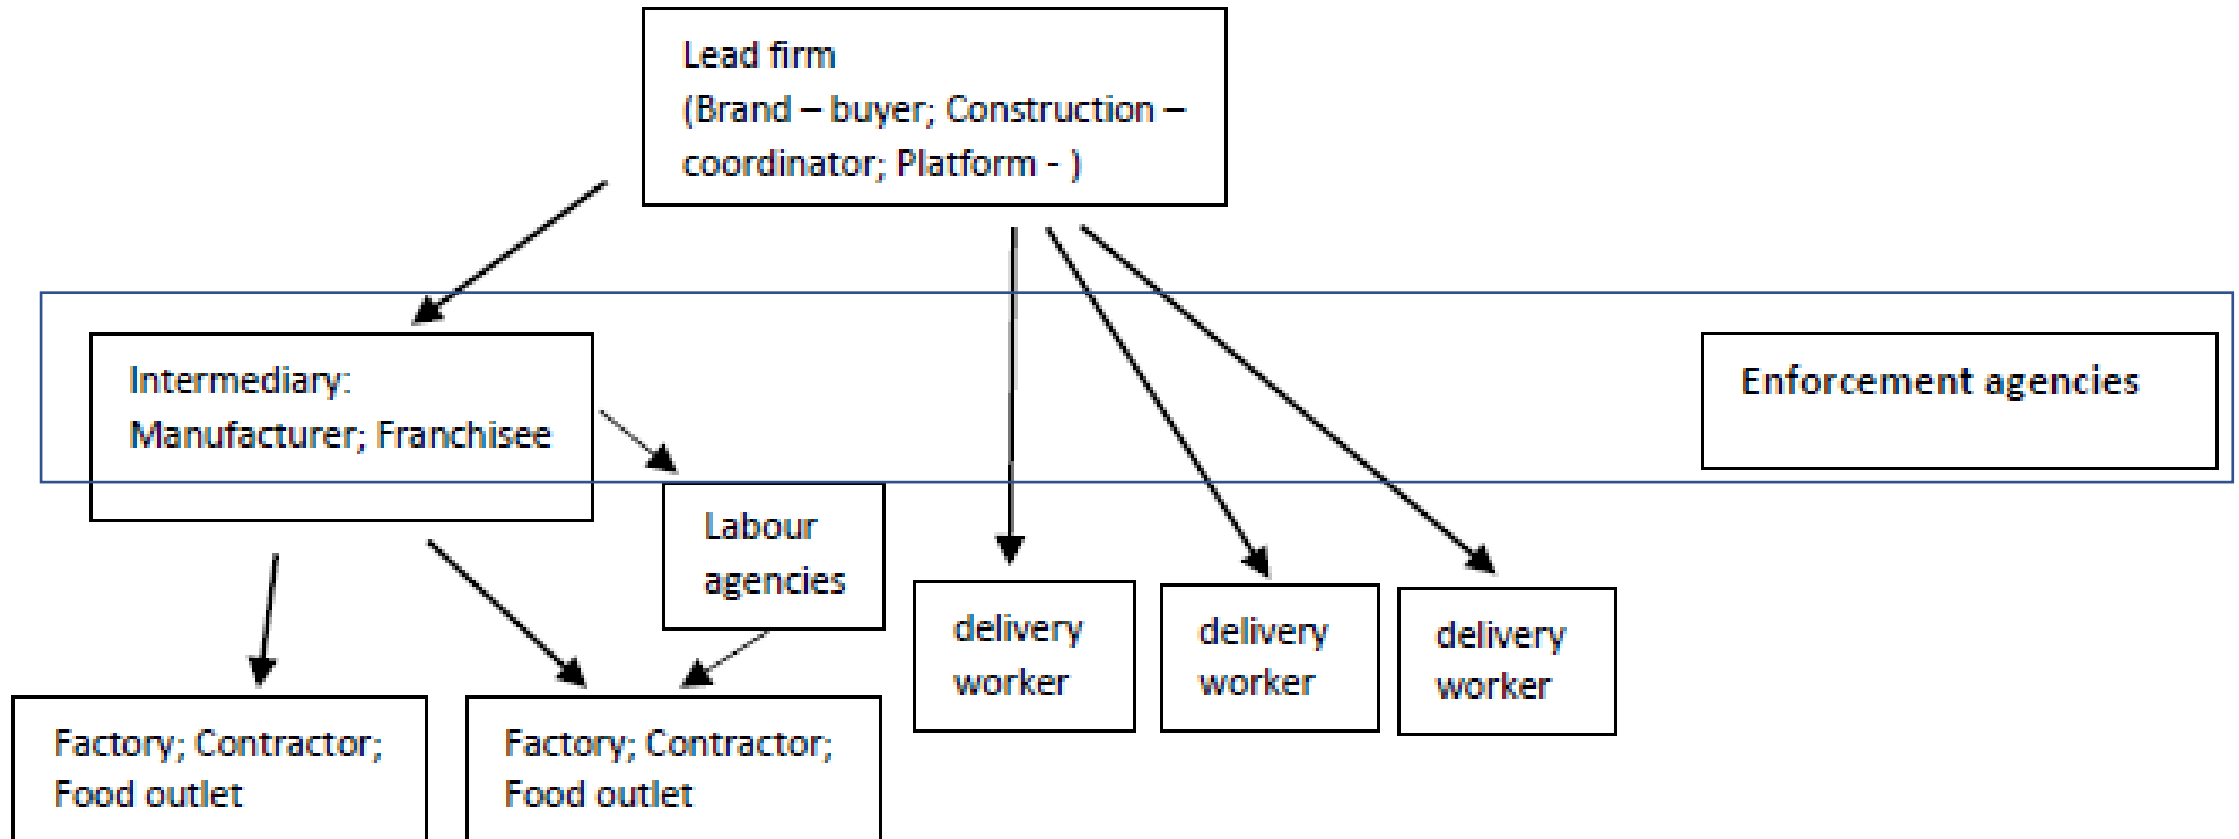 Lead firm
(Brand – buyer; Construction –
coordinator; Platform - )
Intermediary:
Manufacturer; Franchisee
Enforcement agencies
Labour
agencies
delivery
worker
delivery
worker
delivery
worker
Factory; Contractor;
Food outlet
Factory; Contractor;
Food outlet